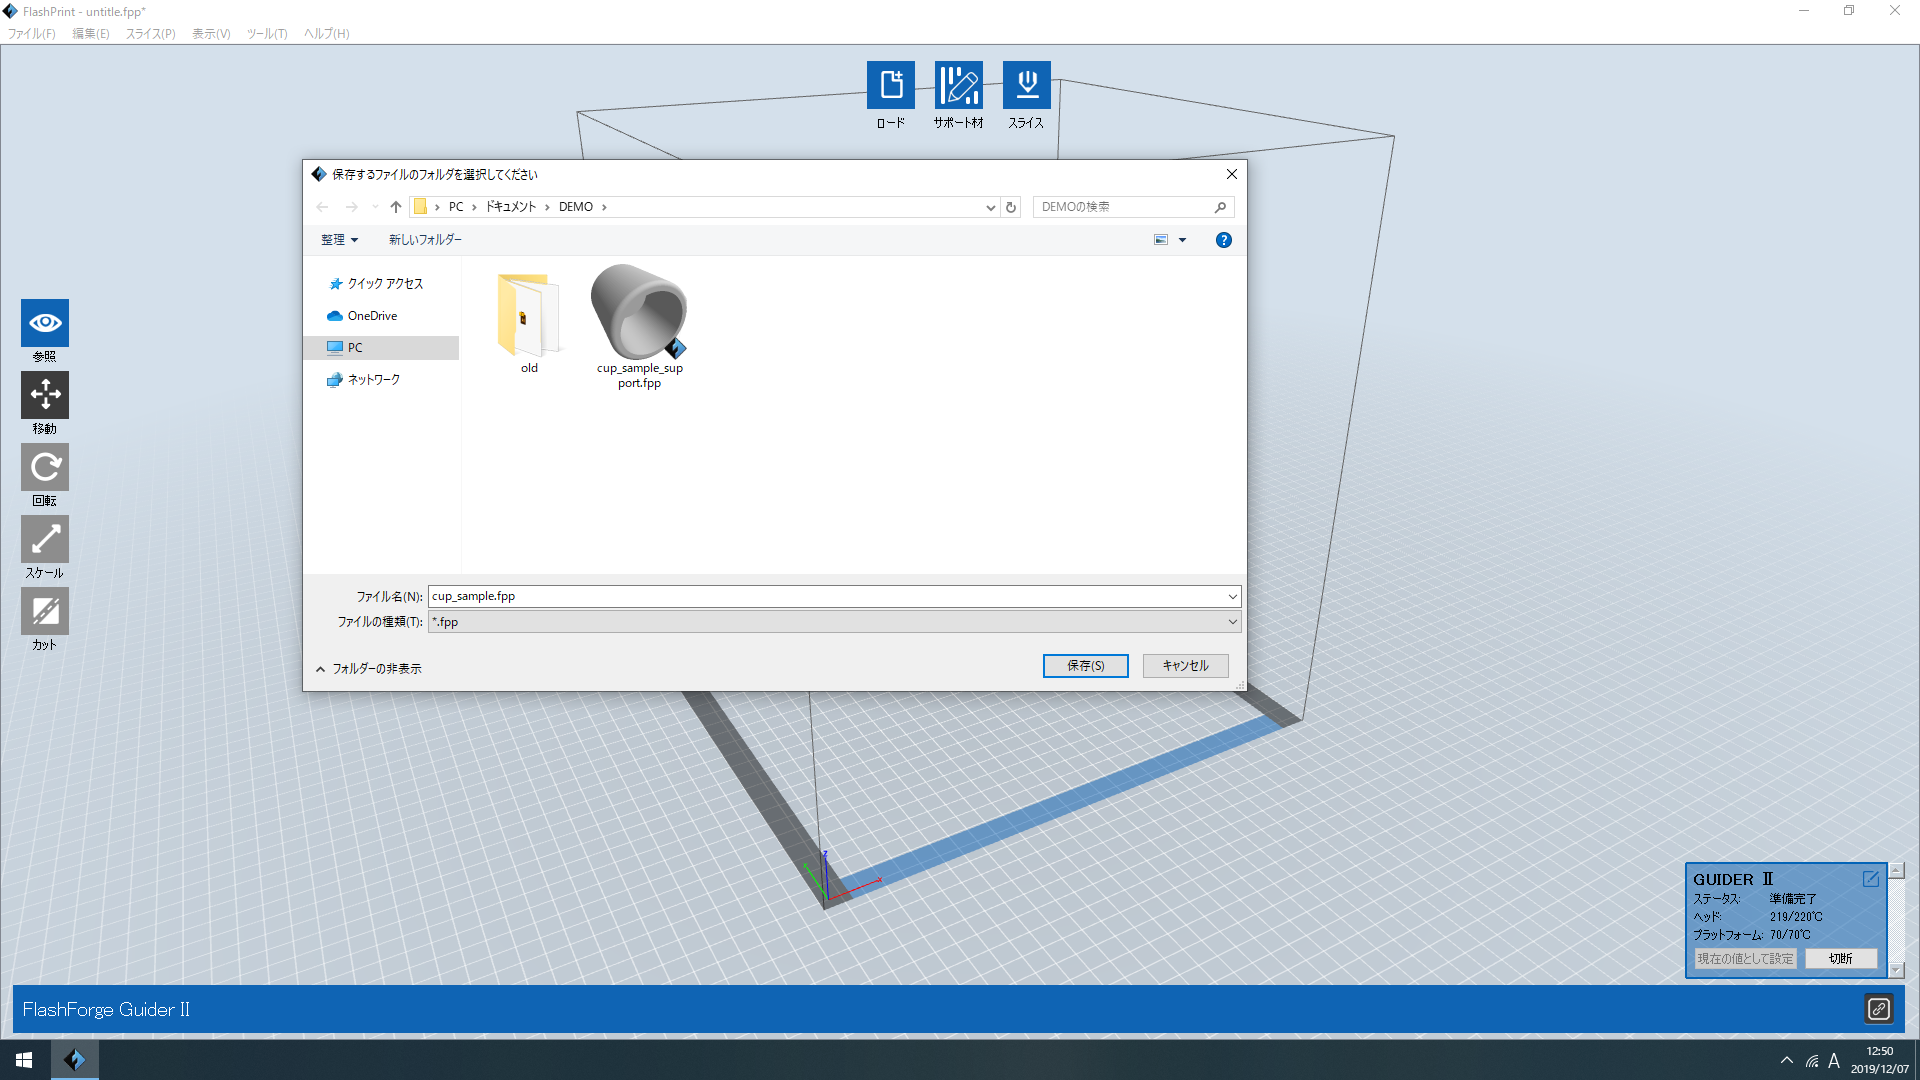 FlashPrint - untitle.fpp*
ファイル(F) 編集(E) スライス(P) 表示(V) ツール(T) ヘルプ(H)
ロード サポート材 スライス
保存するファイルのフォルダを選択してください
PC ドキュメント DEMO
DEMOの検索
整理 新しいフォルダー
クイック アクセス
OneDrive
PC
ネットワーク
old
cup_sample_sup
port.fpp
ファイル名(N): cup_sample.fpp
ファイルの種類(T): *.fpp
フォルダーの非表示
保存(S) キャンセル
参照
移動
回転
スケール
カット
z
x
GUIDER Ⅱ
ステータス: 準備完了
ヘッド: 219/220℃
プラットフォーム: 70/70℃
現在の値として設定 切断
FlashForge Guider II
A
12:50
2019/12/07